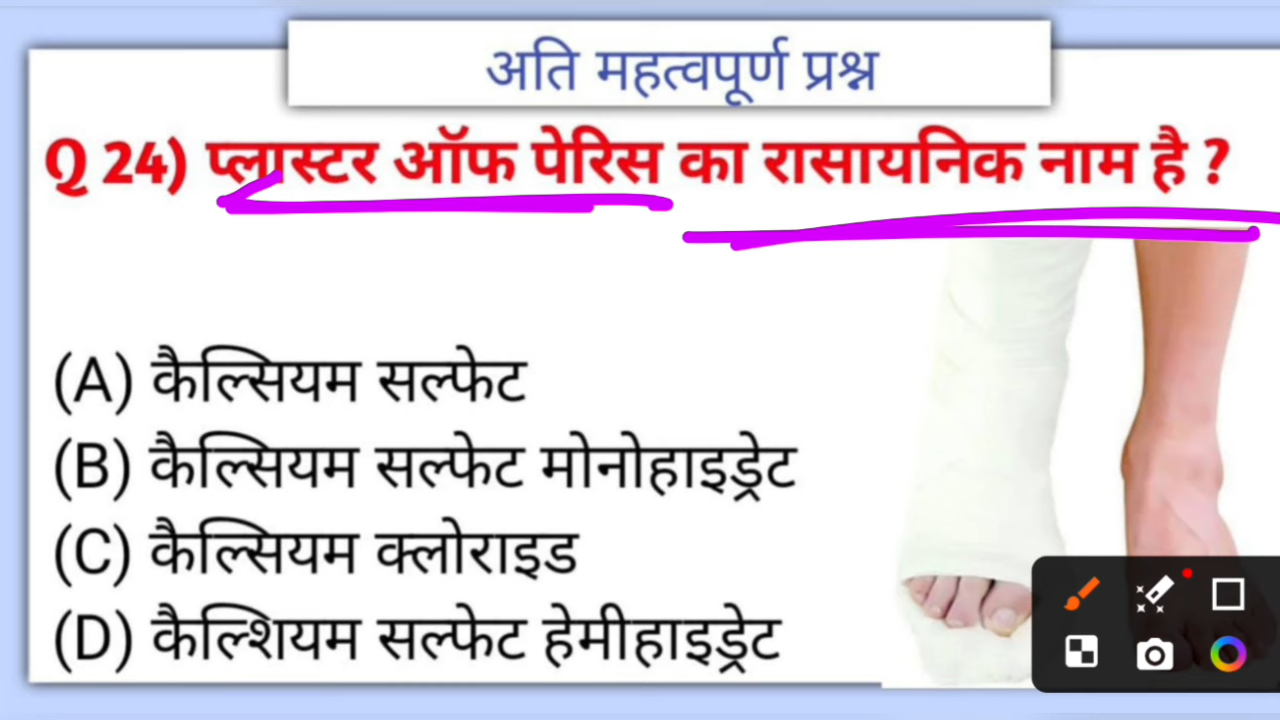 अति महत्वपूर्ण प्रश्न
Q 24) प्लास्टर ऑफ पेरिस का रासायनिक नाम है ?
(A) कैल्सियम सल्फेट
(B) कैल्सियम सल्फेट मोनोहाइड्रेट
(C) कैल्सियम क्लोराइड
(D) कैल्शियम सल्फेट हेमीहाइड्रेट